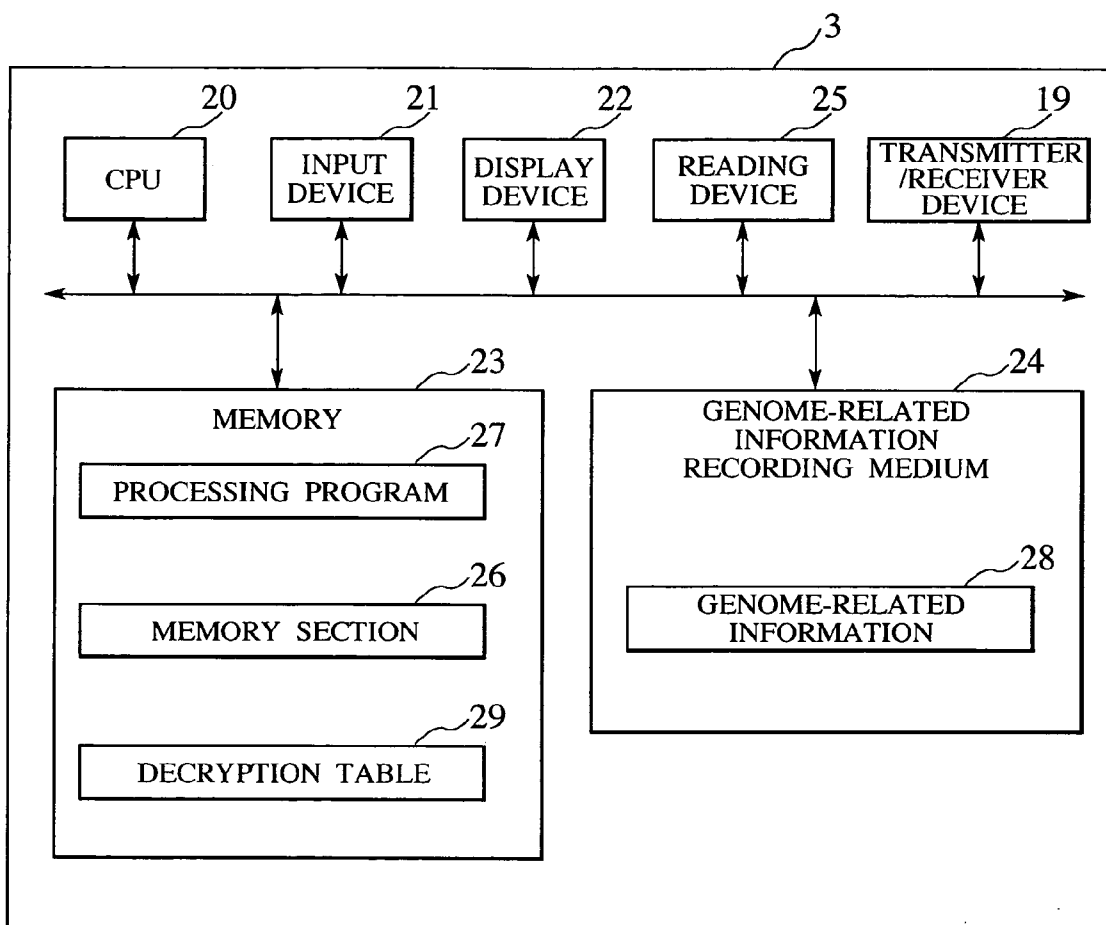 3
20
21
22
25
19
CPU
INPUT
DEVICE
DISPLAY
DEVICE
READING
DEVICE
TRANSMITTER
/RECEIVER
DEVICE
23
MEMORY
27
PROCESSING PROGRAM
26
MEMORY SECTION
29
DECRYPTION TABLE
24
GENOME-RELATED
INFORMATION
RECORDING MEDIUM
28
GENOME-RELATED
INFORMATION